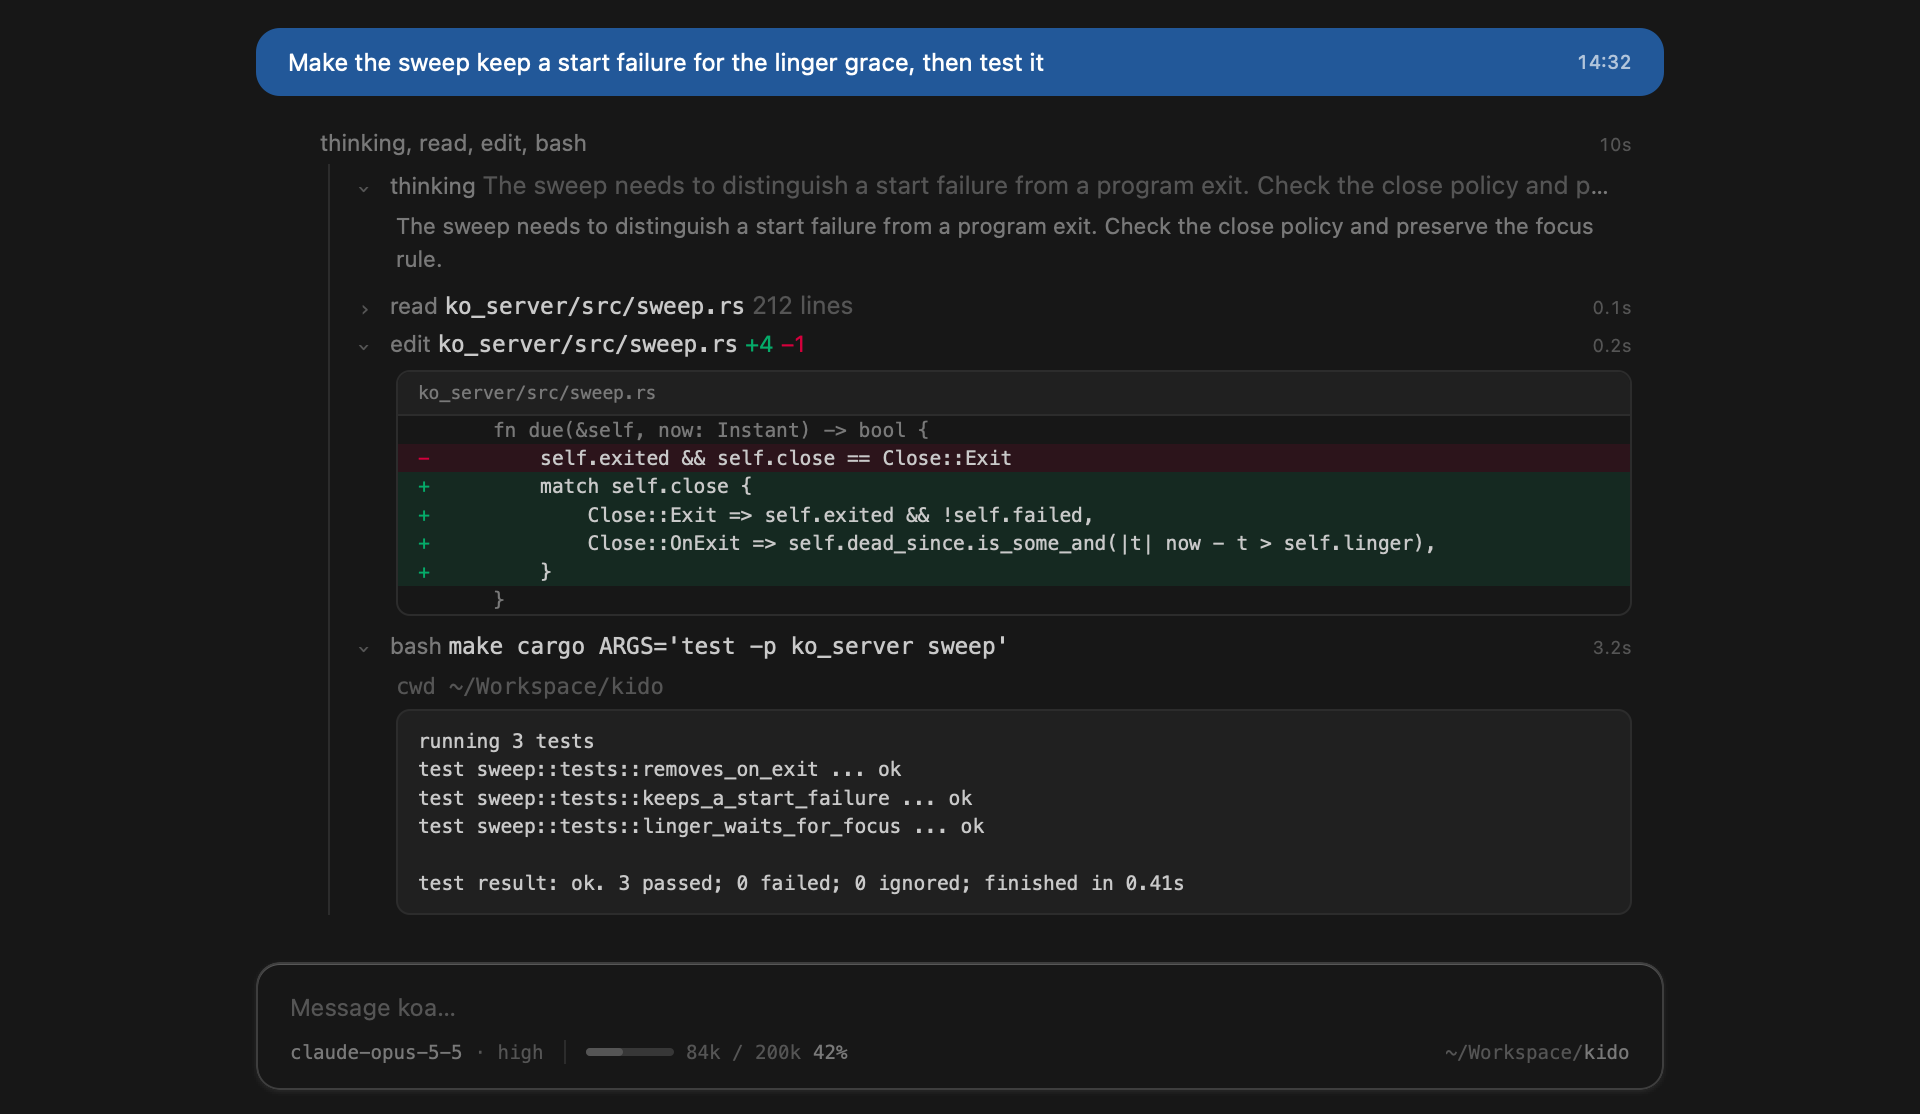 Make the sweep keep a start failure for the linger grace, then test it 14:32
thinking, read, edit, bash 10s
thinking The sweep needs to distinguish a start failure from a program exit. Check the close policy and p...
The sweep needs to distinguish a start failure from a program exit. Check the close policy and preserve the focus
rule.
read ko_server/src/sweep.rs 212 lines 0.1s
edit ko_server/src/sweep.rs +4 −1 0.2s
ko_server/src/sweep.rs
fn due(&self, now: Instant) -> bool {
−         self.exited && self.close == Close::Exit
+         match self.close {
+             Close::Exit => self.exited && !self.failed,
+             Close::OnExit => self.dead_since.is_some_and(|t| now - t > self.linger),
+         }
}
bash make cargo ARGS='test -p ko_server sweep' 3.2s
cwd ~/Workspace/kido
running 3 tests
test sweep::tests::removes_on_exit ... ok
test sweep::tests::keeps_a_start_failure ... ok
test sweep::tests::linger_waits_for_focus ... ok
test result: ok. 3 passed; 0 failed; 0 ignored; finished in 0.41s
Message koa...
claude-opus-5-5 · high 84k / 200k 42% ~/Workspace/kido